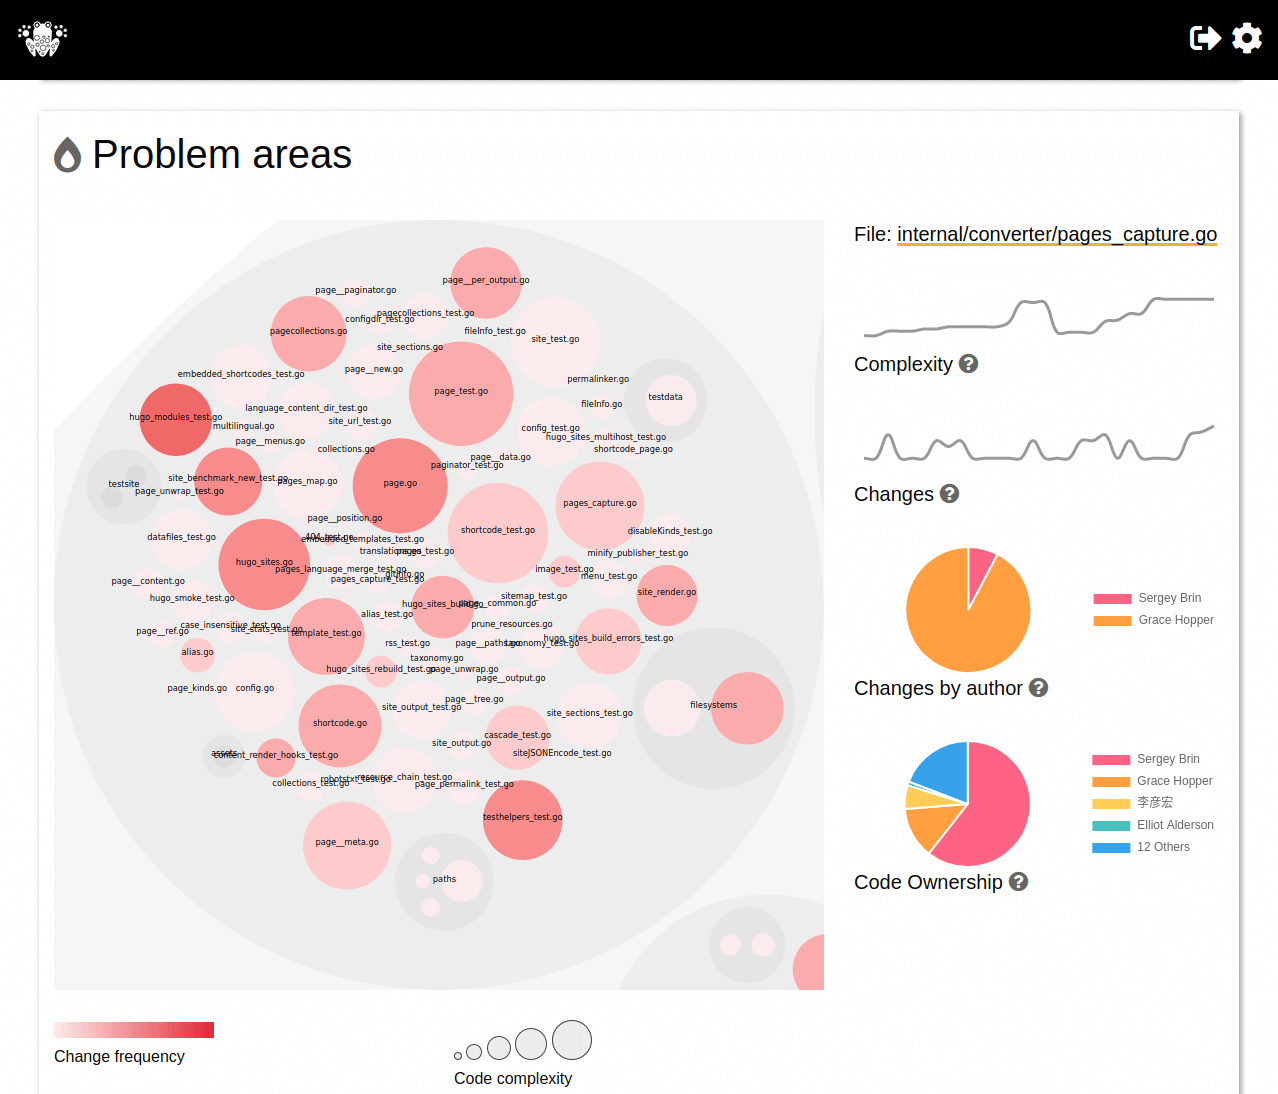 Problem areas
File: internal/converter/pages_capture.go
page__per_output.go
page__paginator.go
pagecollections_test.go
configdir_test.go
pagecollections.go
fileInfo_test.go
site_test.go
site_sections.go
page__new.go
embedded_shortcodes_test.go
permalinker.go
page_test.go
testdata
fileInfo.go
language_content_dir_test.go
hugo_modules_test.go
site_url_test.go
multilingual.go
config_test.go
hugo_sites_multihost_test.go
page__menus.go
collections.go
shortcode_page.go
page__data.go
paginator_test.go
site_benchmark_new_test.go
pages_map.go
testsite
page.go
page_unwrap_test.go
pages_capture.go
page__position.go
shortcode_test.go
disableKinds_test.go
datafiles_test.go
404_test.go
embedded_templates_test.go
translations.go
pages_test.go
minify_publisher_test.go
hugo_sites.go
pages_language_merge_test.go
gitinfo.go
image_test.go
menu_test.go
page__content.go
pages_capture_test.go
site_render.go
hugo_smoke_test.go
sitemap_test.go
hugo_sites_build.go
page__common.go
alias_test.go
prune_resources.go
case_insensitive_test.go
site_stats_test.go
page__ref.go
template_test.go
hugo_sites_build_errors_test.go
rss_test.go
page__paths.go
taxonomy_test.go
alias.go
taxonomy.go
hugo_sites_rebuild_test.go
page_unwrap.go
page__output.go
page_kinds.go
config.go
page__tree.go
site_output_test.go
filesystems
site_sections_test.go
shortcode.go
cascade_test.go
site_output.go
siteJSONEncode_test.go
assets
content_render_hooks_test.go
robotstxt_test.go
resource_chain_test.go
collections_test.go
page_permalink_test.go
testhelpers_test.go
page__meta.go
paths
Complexity
Changes
Sergey Brin
Grace Hopper
Changes by author
Sergey Brin
Grace Hopper
李彦宏
Elliot Alderson
12 Others
Code Ownership
Change frequency
Code complexity